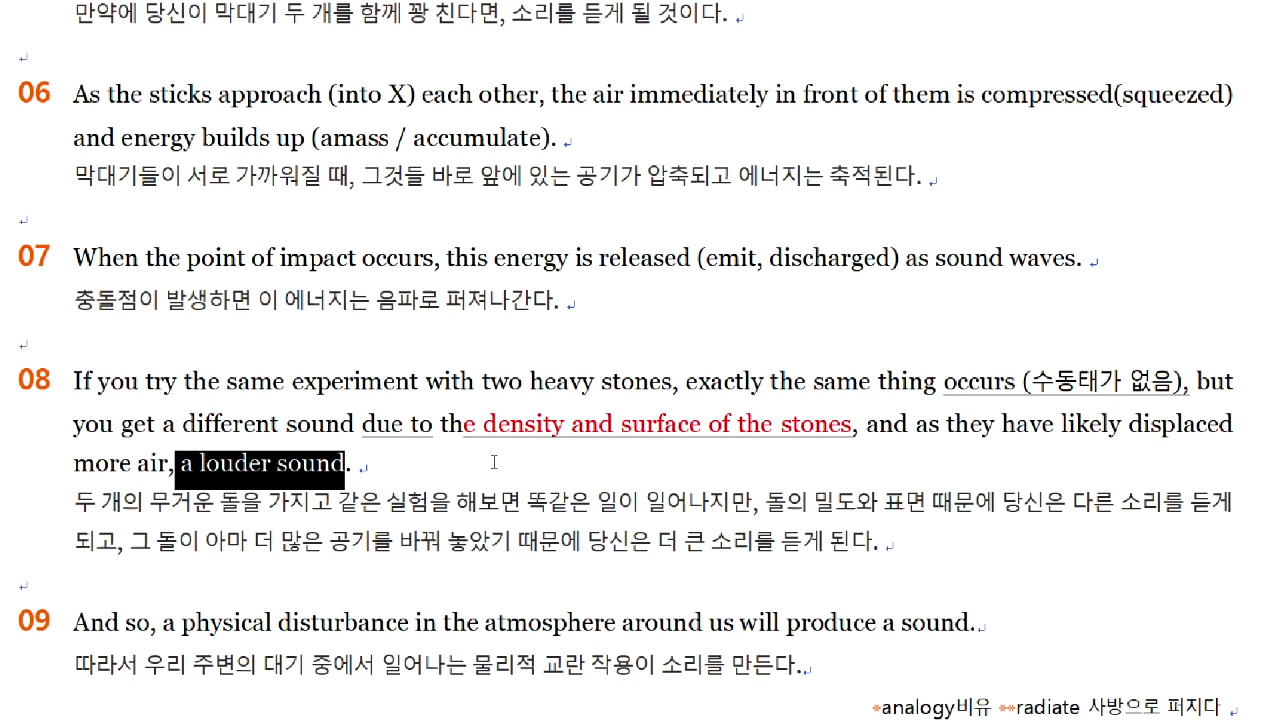 만약에 당신이 막대기 두 개를 함께 꽝 친다면, 소리를 듣게 될 것이다. ↵
↵
06 As the sticks approach (into X) each other, the air immediately in front of them is compressed(squeezed)
and energy builds up (amass / accumulate). ↵
막대기들이 서로 가까워질 때, 그것들 바로 앞에 있는 공기가 압축되고 에너지는 축적된다. ↵
↵
07 When the point of impact occurs, this energy is released (emit, discharged) as sound waves. ↵
충돌점이 발생하면 이 에너지는 음파로 퍼져나간다. ↵
↵
08 If you try the same experiment with two heavy stones, exactly the same thing occurs (수동태가 없음), but
you get a different sound due to the density and surface of the stones, and as they have likely displaced
more air, a louder sound. ↵
두 개의 무거운 돌을 가지고 같은 실험을 해보면 똑같은 일이 일어나지만, 돌의 밀도와 표면 때문에 당신은 다른 소리를 듣게
되고, 그 돌이 아마 더 많은 공기를 바꿔 놓았기 때문에 당신은 더 큰 소리를 듣게 된다. ↵
↵
09 And so, a physical disturbance in the atmosphere around us will produce a sound.↵
따라서 우리 주변의 대기 중에서 일어나는 물리적 교란 작용이 소리를 만든다.↵
*analogy비유 **radiate 사방으로 퍼지다 ↵